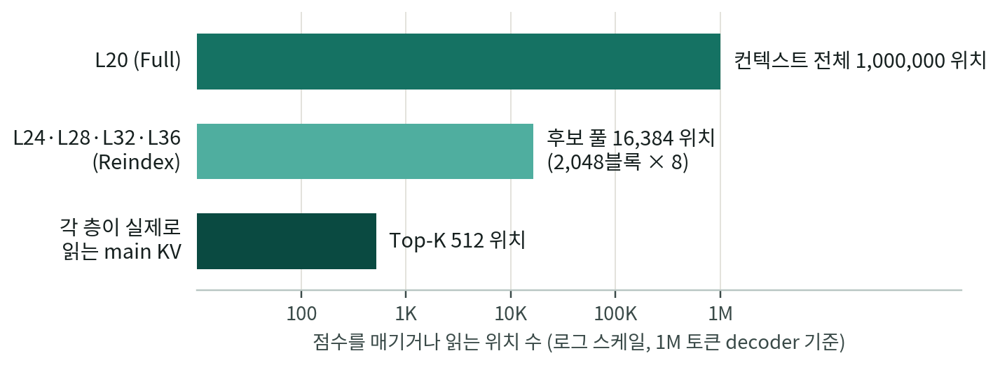 L20 (Full)
컨텍스트 전체 1,000,000 위치
L24·L28·L32·L36
(Reindex)
후보 풀 16,384 위치
(2,048블록 × 8)
각 층이 실제로
읽는 main KV
Top-K 512 위치
100
1K
10K
100K
1M
점수를 매기거나 읽는 위치 수 (로그 스케일, 1M 토큰 decoder 기준)